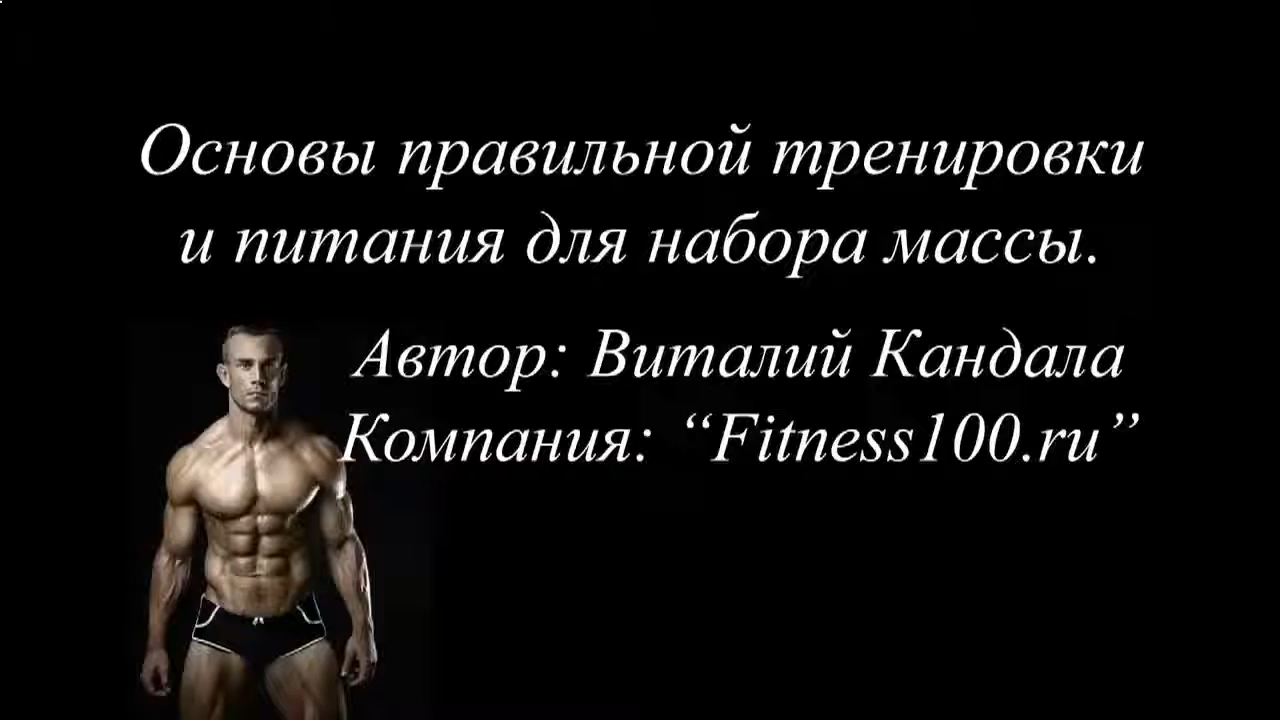 Основы правильной тренировки
и питания для набора массы.
Автор: Виталий Кандала
Компания: “Fitness100.ru”